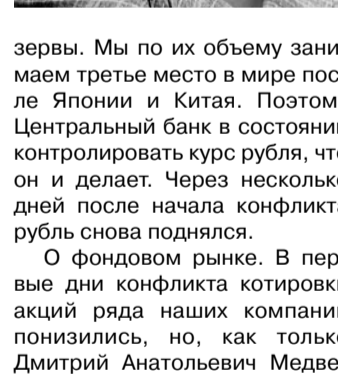 зервы. Мы по их объему зани-
маем третье место в мире пос-
ле Японии и Китая. Поэтом
Центральный банк в состояни
контролировать курс рубля, чт
он и делает. Через нескольк
дней после начала конфликт
рубль снова поднялся.
О фондовом рынке. В пер-
вые дни конфликта котировк
акций ряда наших компани
понизились, но, как тольк
Дмитрий Анатольевич Медве